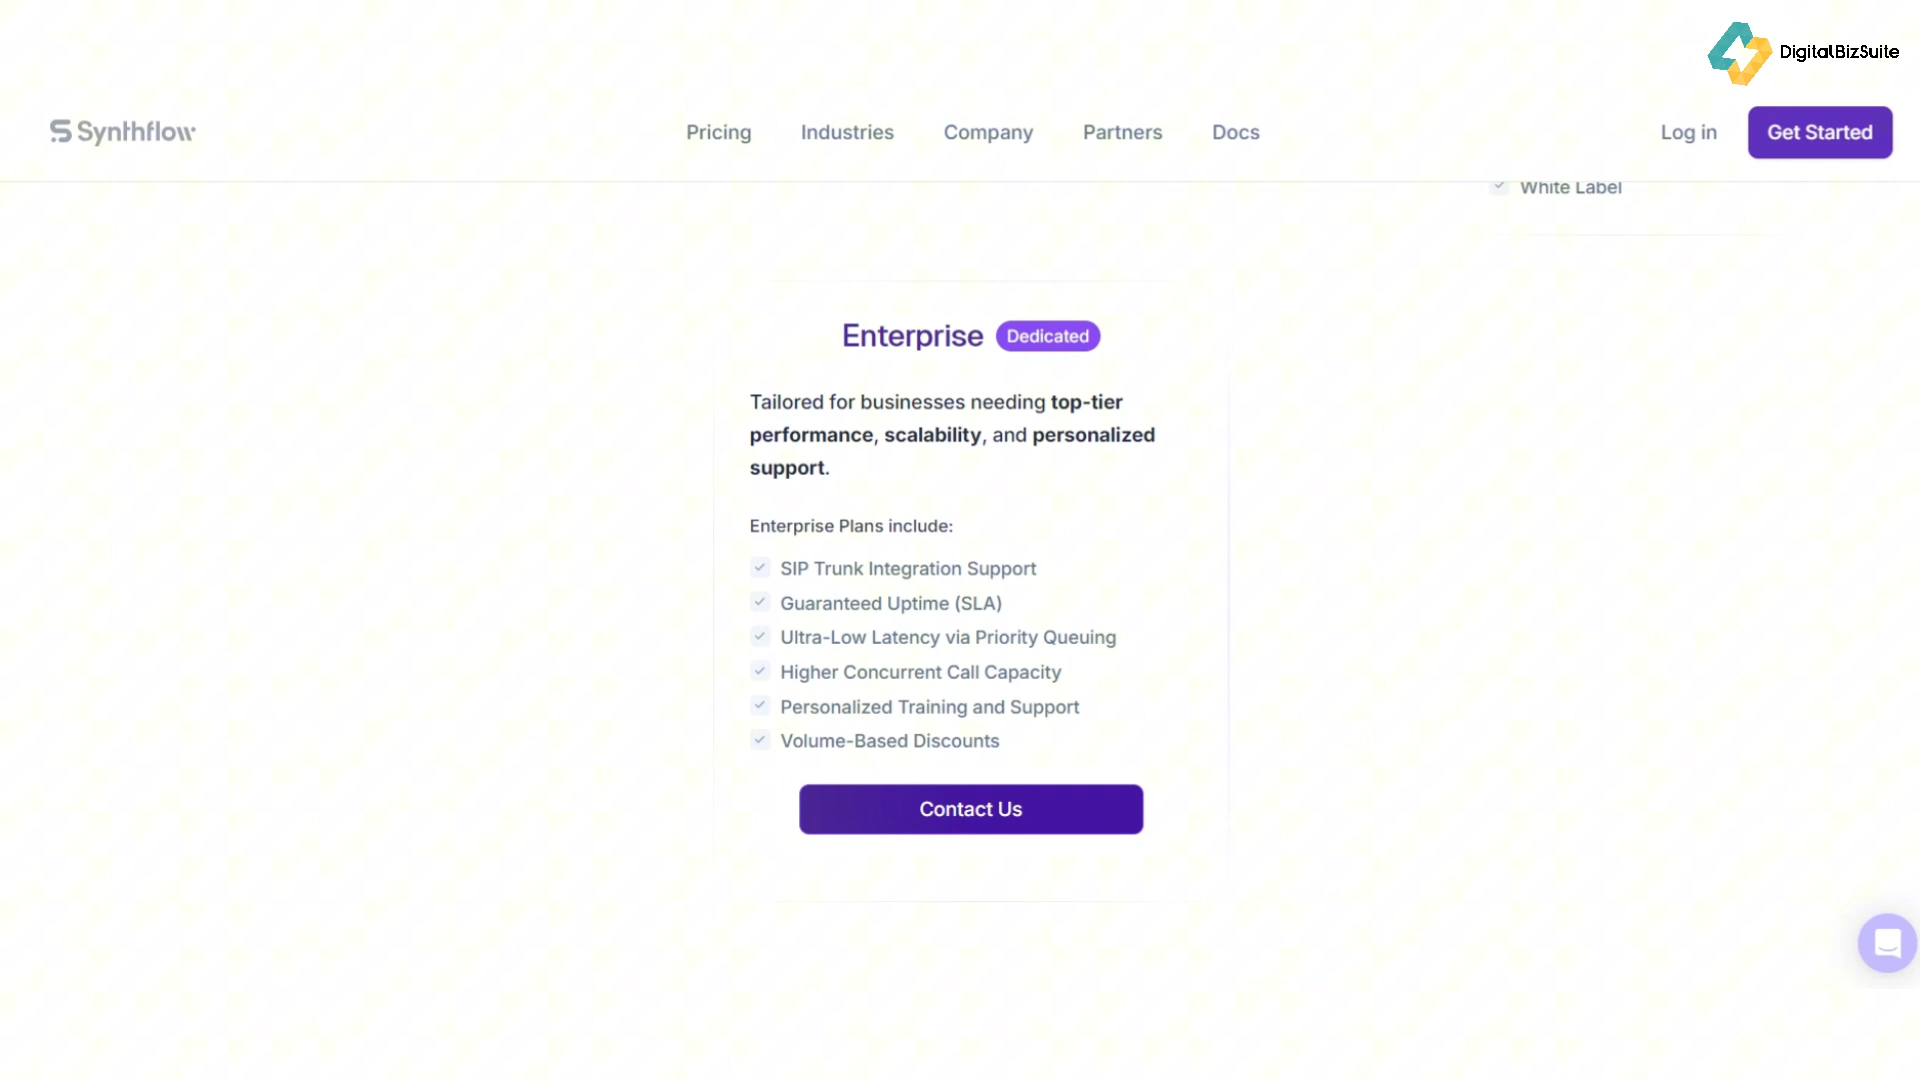 DigitalBizSuite
Synthflow
Pricing
Industries
Company
Partners
Docs
Log in
Get Started
White Label
Enterprise
Dedicated
Tailored for businesses needing top-tier
performance, scalability, and personalized
support.
Enterprise Plans include:
SIP Trunk Integration Support
Guaranteed Uptime (SLA)
Ultra-Low Latency via Priority Queuing
Higher Concurrent Call Capacity
Personalized Training and Support
Volume-Based Discounts
Contact Us